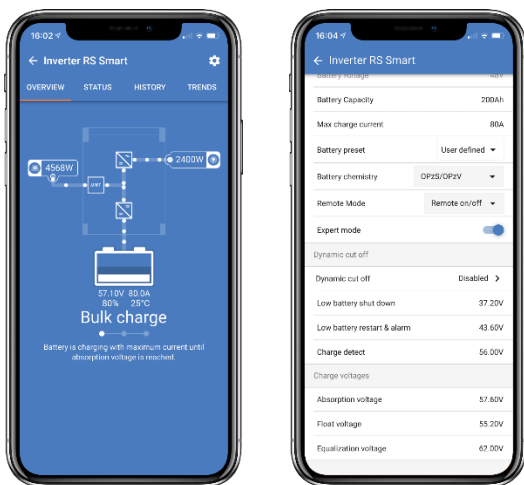 16:02
Inverter RS Smart
OVERVIEW STATUS HISTORY TRENDS
4568W
2400W
MPPT
57.10V 80.0A
80% 25°C
Bulk charge
Battery is charging with maximum current until
absorption voltage is reached.
16:04
Inverter RS Smart
Battery voltage 48V
Battery Capacity 200Ah
Max charge current 80A
Battery preset User defined
Battery chemistry OPzS/OPzV
Remote Mode Remote on/off
Expert mode
Dynamic cut off
Dynamic cut off Disabled
Low battery shut down 37.20V
Low battery restart & alarm 43.60V
Charge detect 56.00V
Charge voltages
Absorption voltage 57.60V
Float voltage 55.20V
Equalization voltage 62.00V